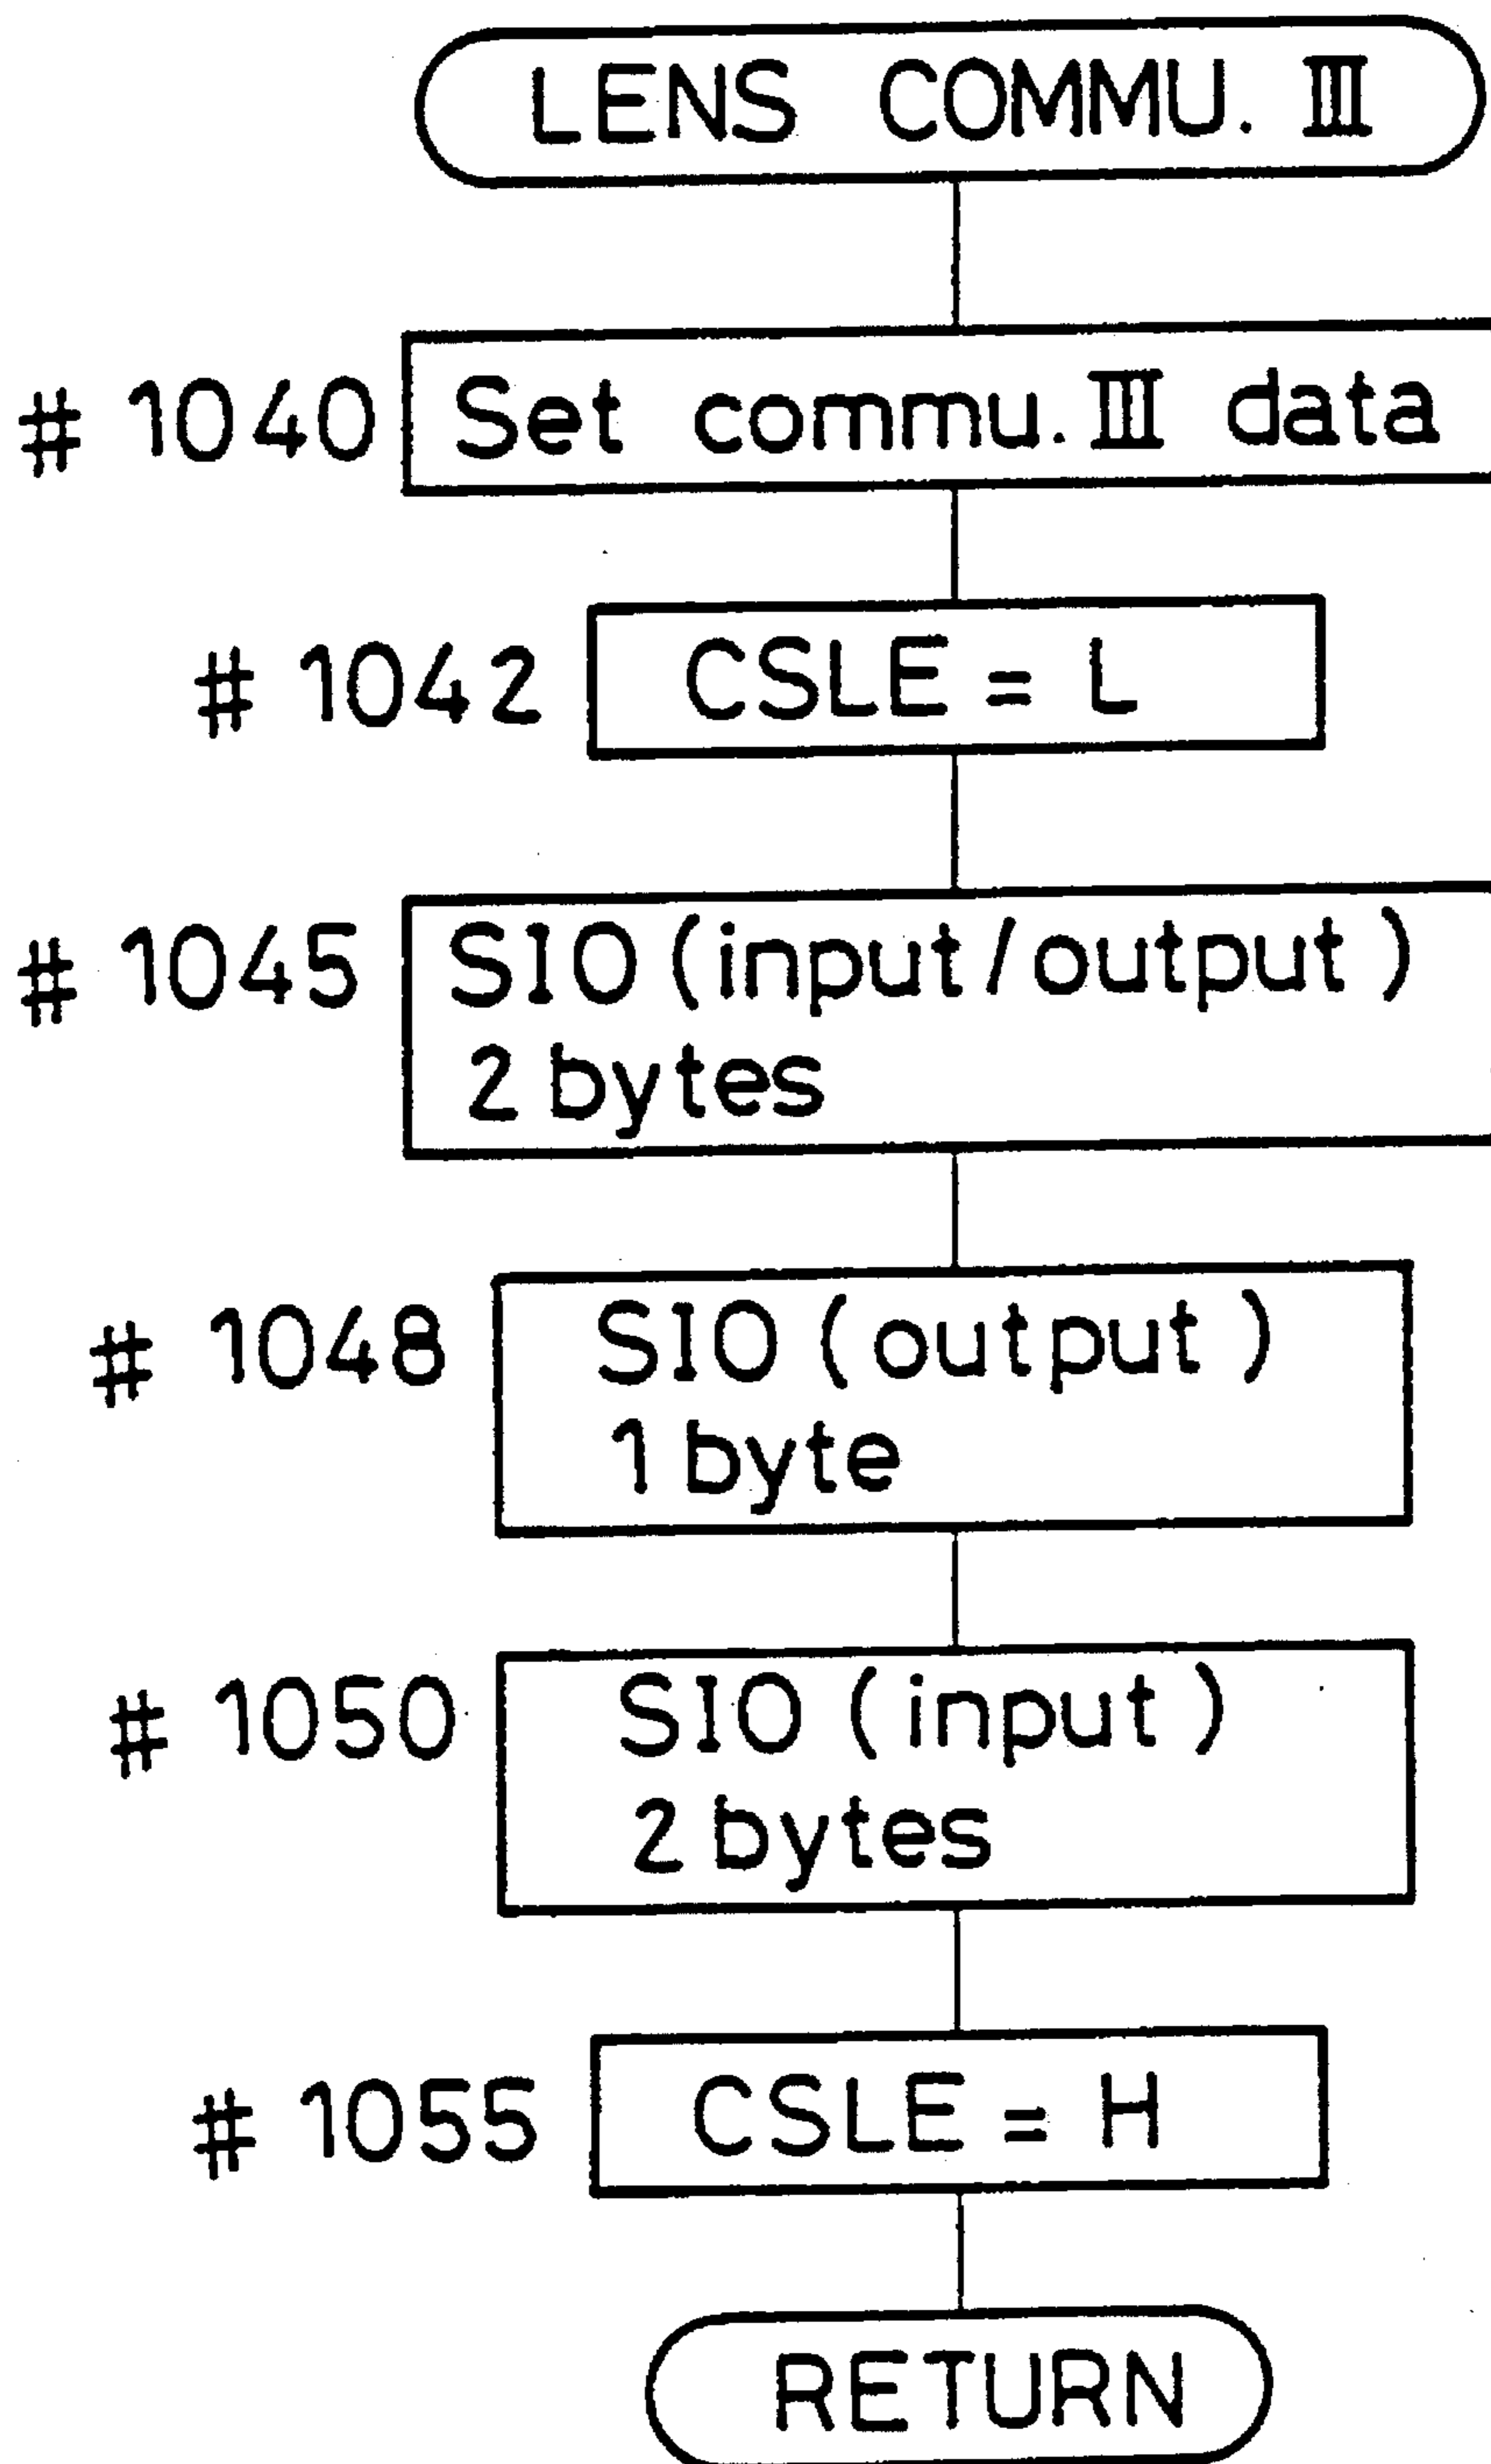 LENS COMMU. III
# 1040 Set commu. III data
# 1042 CSLE = L
# 1045 SIO (input/output)
2 bytes
# 1048 SIO (output)
1 byte
# 1050 SIO (input)
2 bytes
# 1055 CSLE = H
RETURN